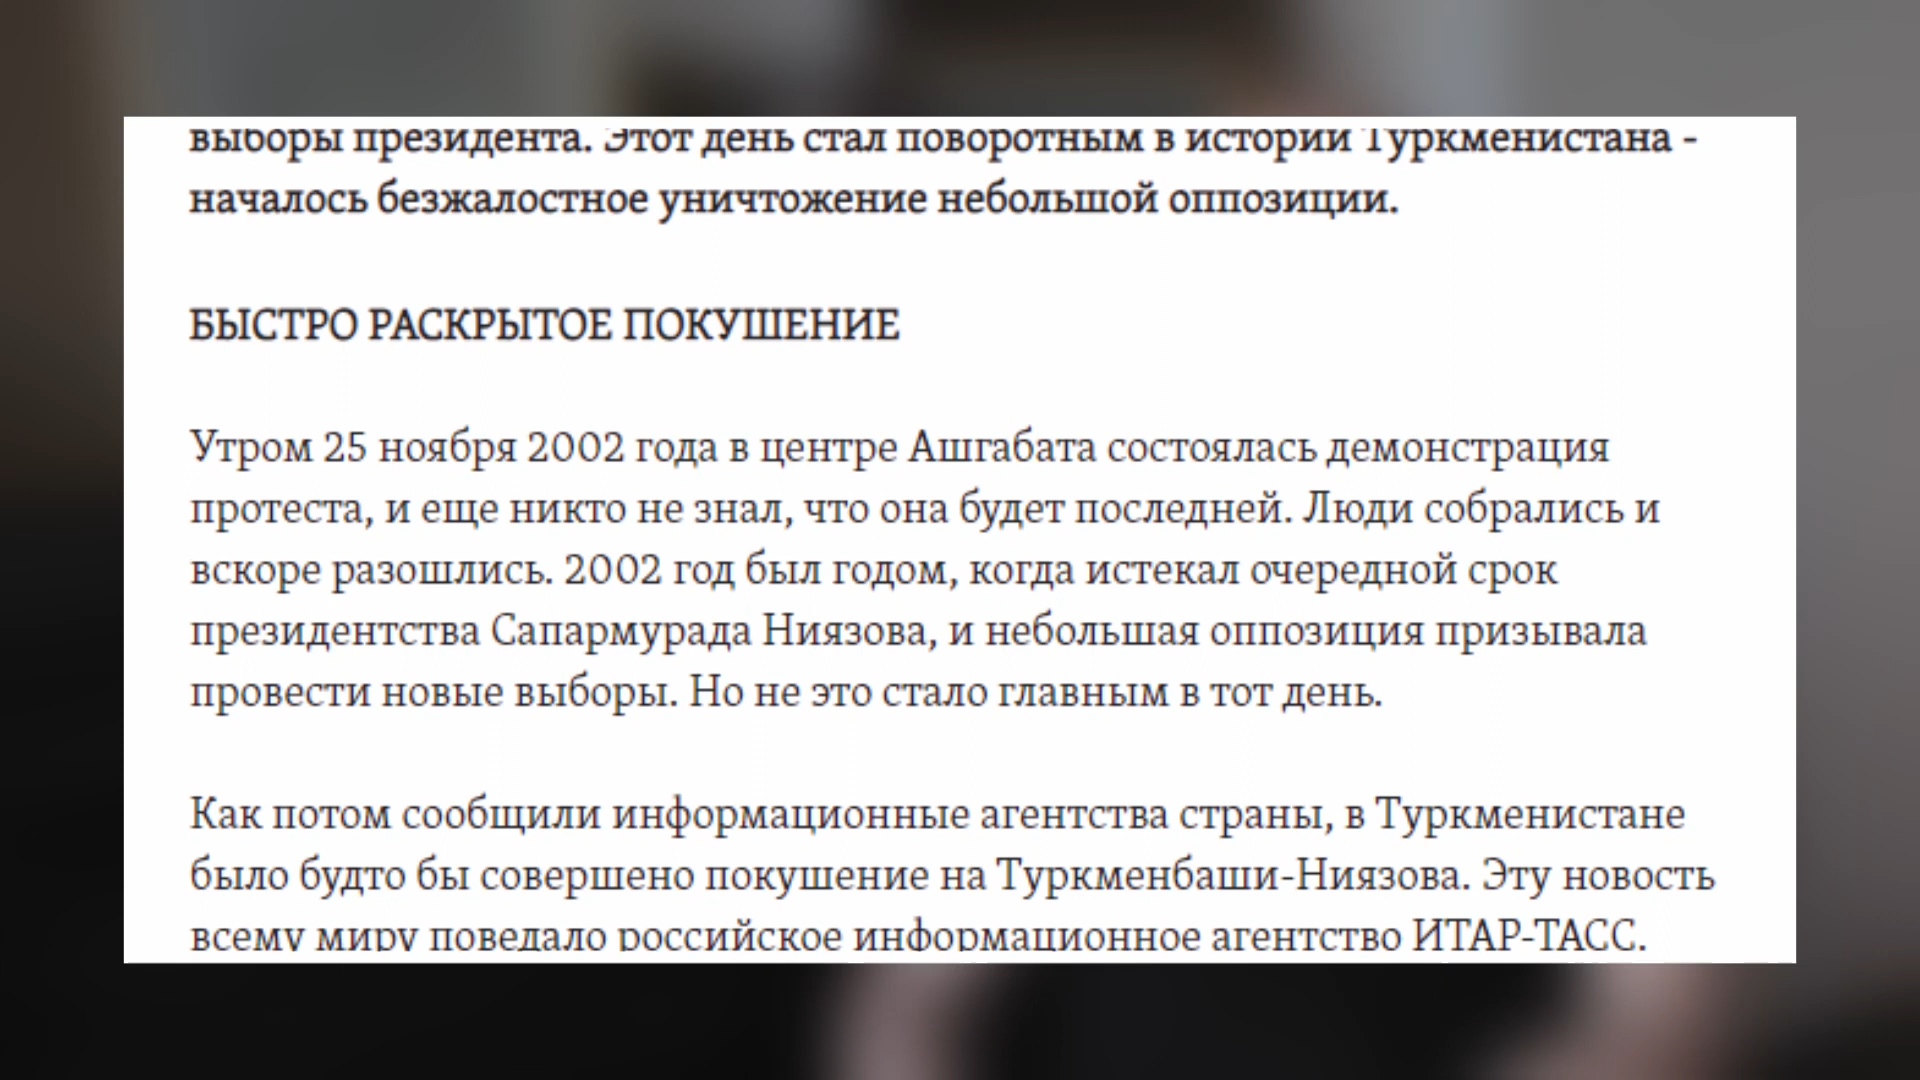 выборы президента. Этот день стал поворотным в истории Туркменистана -
началось безжалостное уничтожение небольшой оппозиции.
БЫСТРО РАСКРЫТОЕ ПОКУШЕНИЕ
Утром 25 ноября 2002 года в центре Ашгабата состоялась демонстрация
протеста, и еще никто не знал, что она будет последней. Люди собрались и
вскоре разошлись. 2002 год был годом, когда истекал очередной срок
президентства Сапармурада Ниязова, и небольшая оппозиция призывала
провести новые выборы. Но не это стало главным в тот день.
Как потом сообщили информационные агентства страны, в Туркменистане
было будто бы совершено покушение на Туркменбаши-Ниязова. Эту новость
всему миру поведало российское информационное агентство ИТАР-ТАСС.